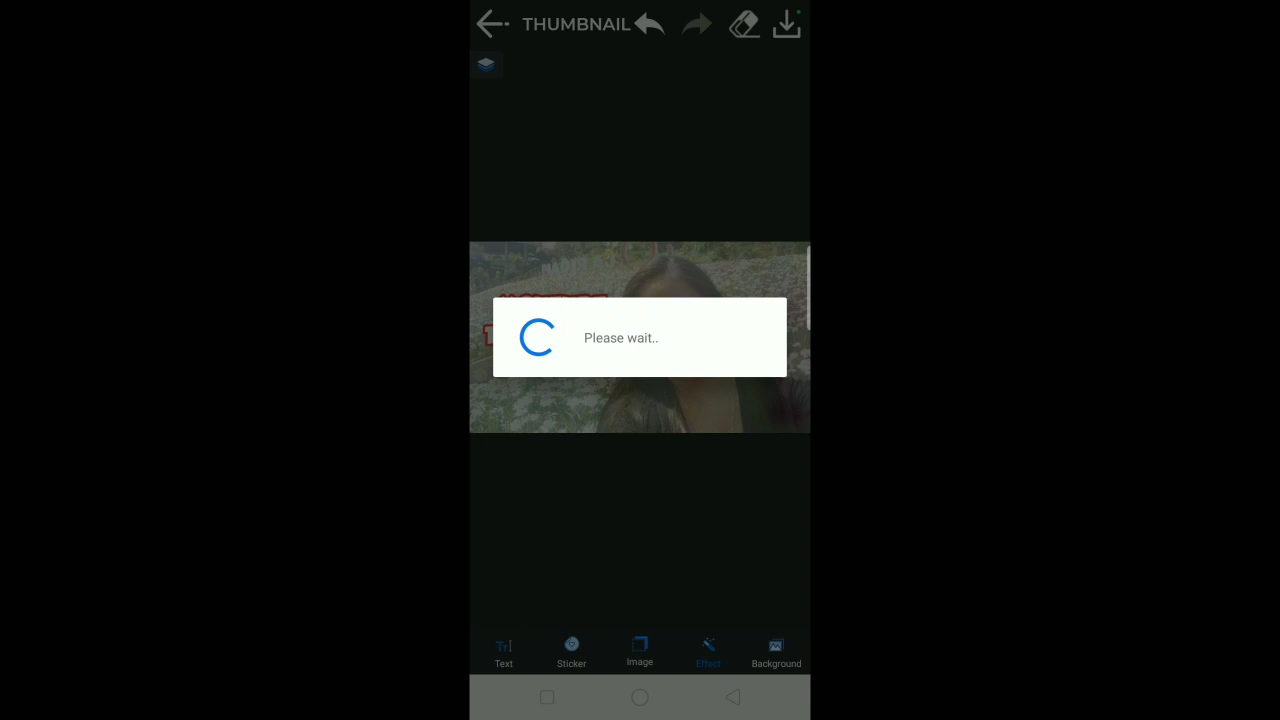 THUMBNAIL
Please wait..
Text
Sticker
Image
Effect
Background